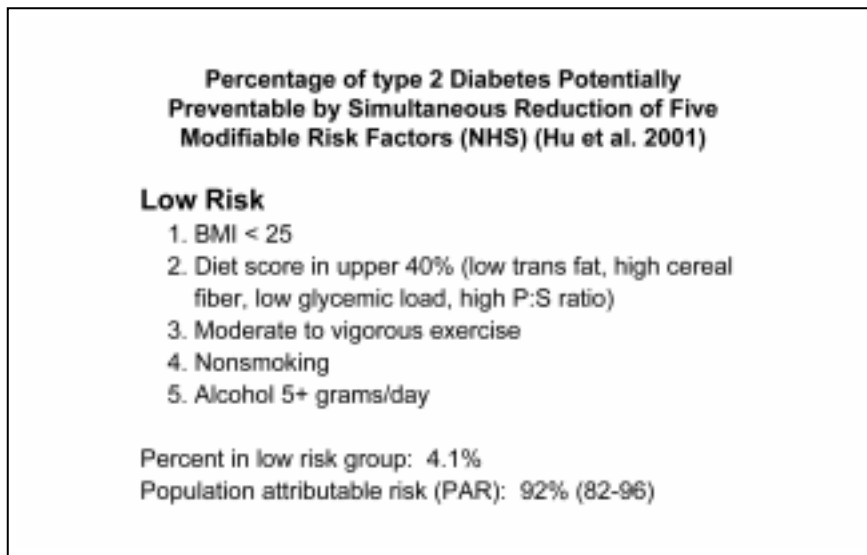 Percentage of type 2 Diabetes Potentially
Preventable by Simultaneous Reduction of Five
Modifiable Risk Factors (NHS) (Hu et al. 2001)
Low Risk
1. BMI < 25
2. Diet score in upper 40% (low trans fat, high cereal
fiber, low glycemic load, high P:S ratio)
3. Moderate to vigorous exercise
4. Nonsmoking
5. Alcohol 5+ grams/day
Percent in low risk group: 4.1%
Population attributable risk (PAR): 92% (82-96)